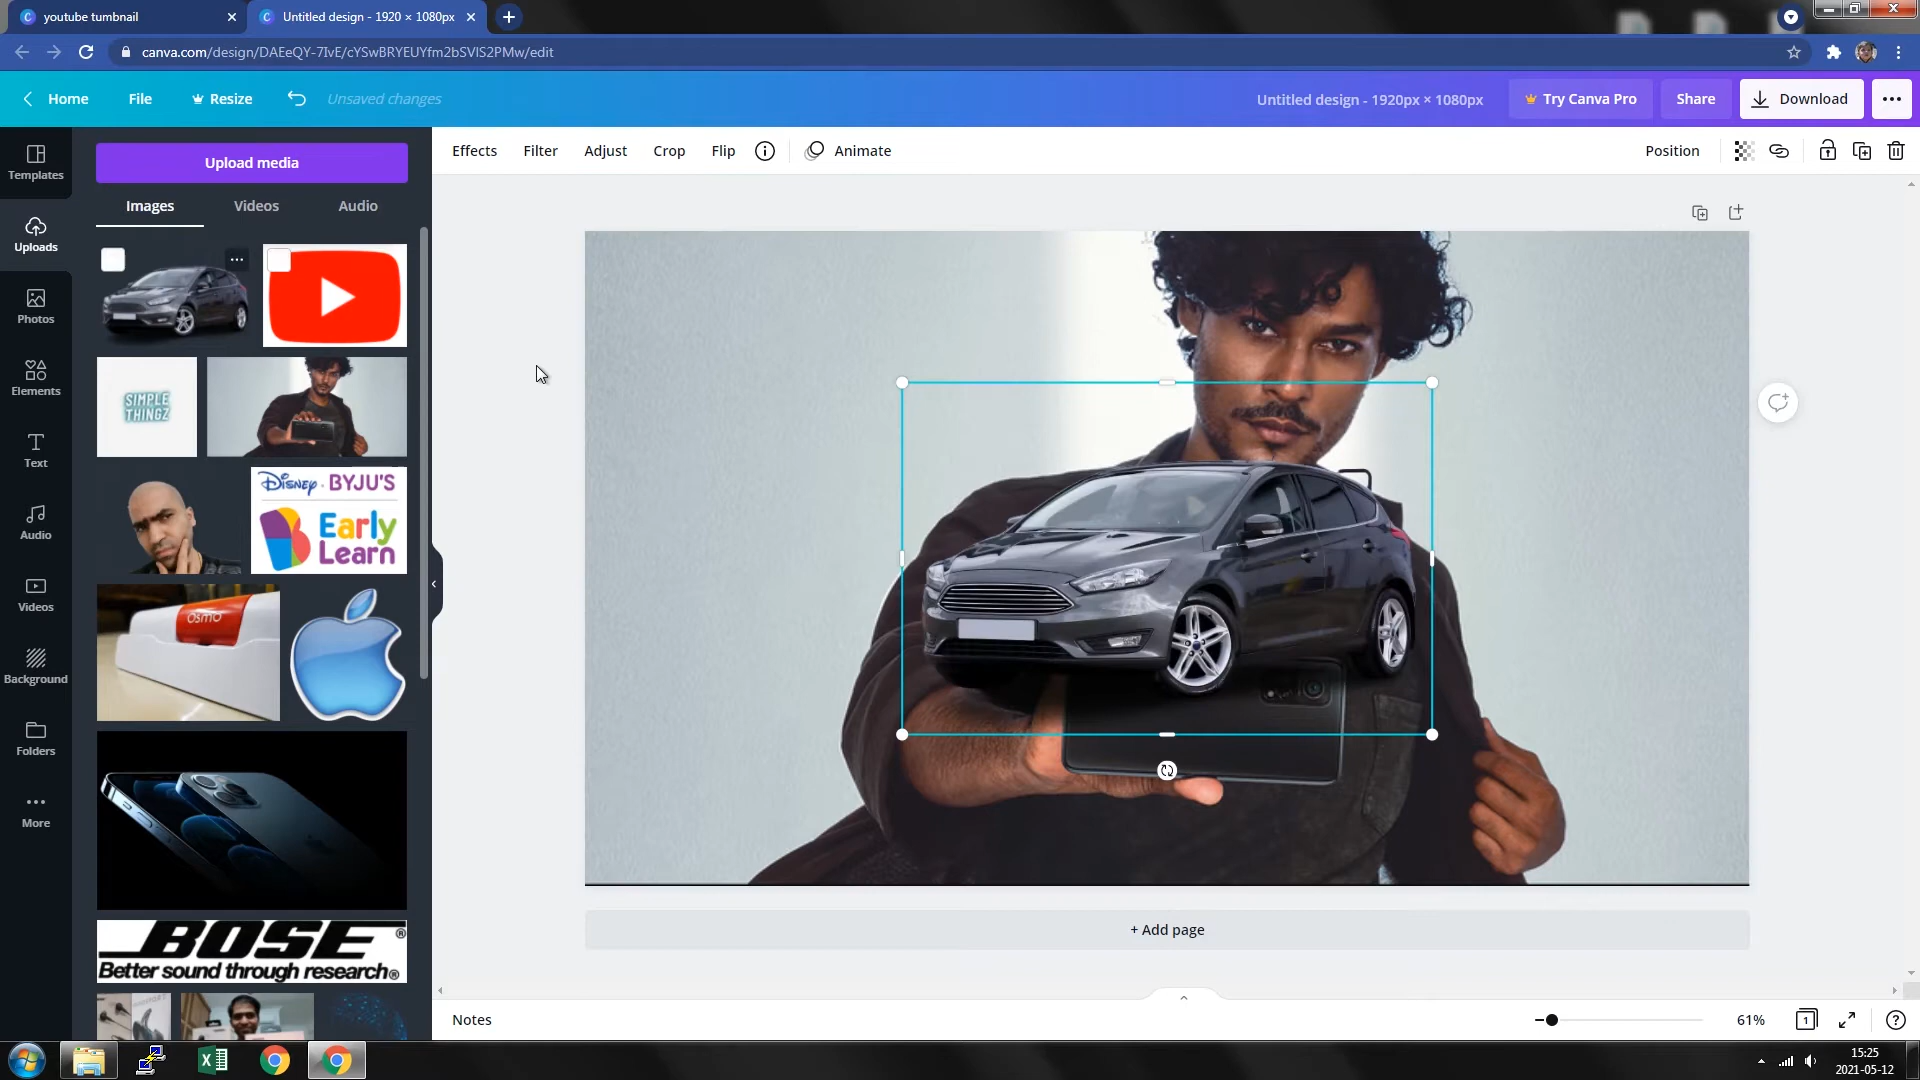 youtube tumbnail
Untitled design - 1920 × 1080px
canva.com/design/DAEeQY-7IvE/cYSwBRYEUYfm2bSVlS2PMw/edit
Home
File
Resize
Unsaved changes
Untitled design - 1920px × 1080px
Try Canva Pro
Share
Download
Templates
Uploads
Photos
Elements
Text
Audio
Videos
Background
Folders
More
Upload media
Images
Videos
Audio
SIMPLE
THINGZ
Disney · BYJU'S
Early
Learn
OSMO
BOSE®
Better sound through research®
Effects
Filter
Adjust
Crop
Flip
Animate
Position
+ Add page
Notes
61%
1
15:25
2021-05-12